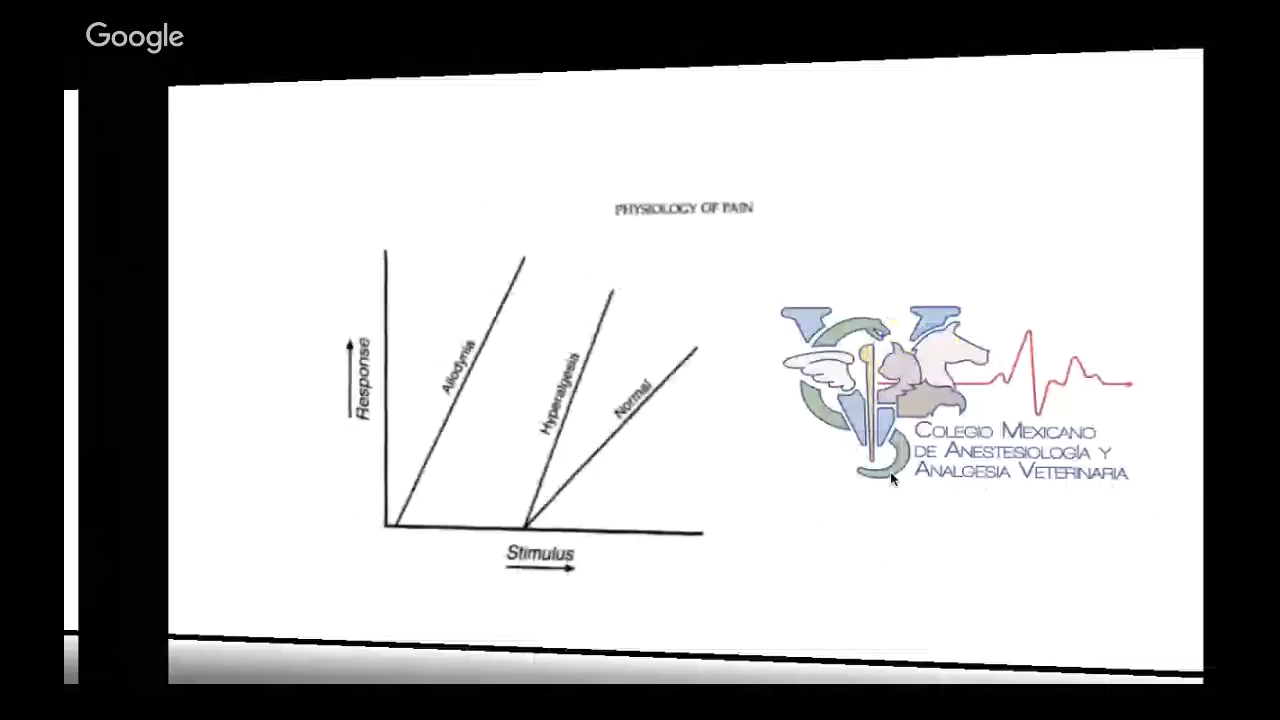 Google
PHYSIOLOGY OF PAIN
Response
Allodynia
Hyperalgesia
Normal
Stimulus
COLEGIO MEXICANO
DE ANESTESIOLOGÍA Y
ANALGESIA VETERINARIA